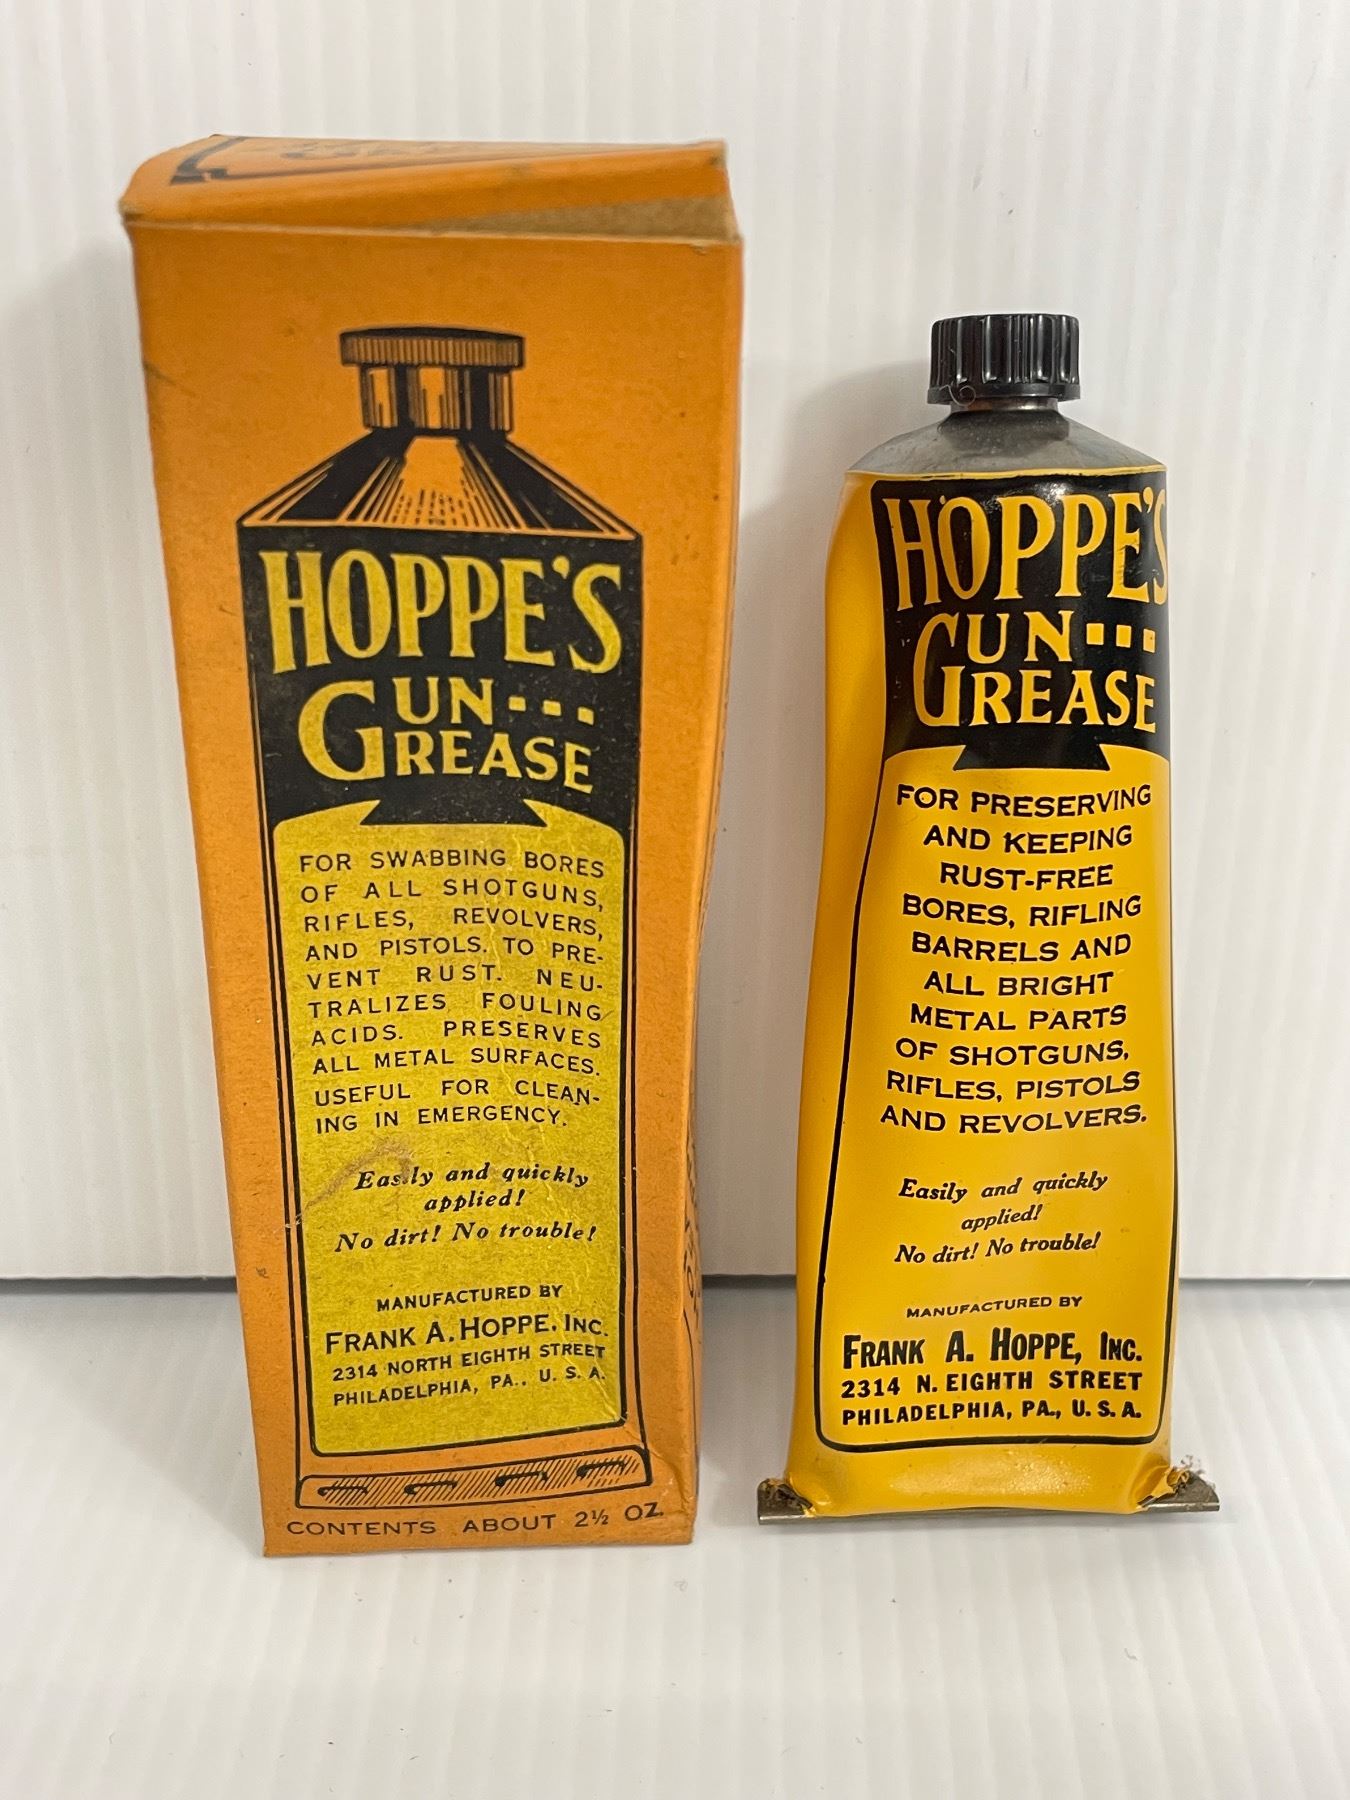 HOPPE'S
GUN
GREASE
FOR SWABBING BORES
OF ALL SHOTGUNS,
RIFLES, REVOLVERS,
AND PISTOLS. TO PRE-
VENT RUST. NEU-
TRALIZES FOULING
ACIDS. PRESERVES
ALL METAL SURFACES.
USEFUL FOR CLEAN-
ING IN EMERGENCY.
Easily and quickly
applied!
No dirt! No trouble!
MANUFACTURED BY
FRANK A. HOPPE, INC.
2314 NORTH EIGHTH STREET
PHILADELPHIA, PA., U. S. A.
CONTENTS ABOUT 2½ OZ.
HOPPE'S
GUN
GREASE
FOR PRESERVING
AND KEEPING
RUST-FREE
BORES, RIFLING
BARRELS AND
ALL BRIGHT
METAL PARTS
OF SHOTGUNS,
RIFLES, PISTOLS
AND REVOLVERS.
Easily and quickly
applied!
No dirt! No trouble!
MANUFACTURED BY
FRANK A. HOPPE, INC.
2314 N. EIGHTH STREET
PHILADELPHIA, PA., U. S. A.